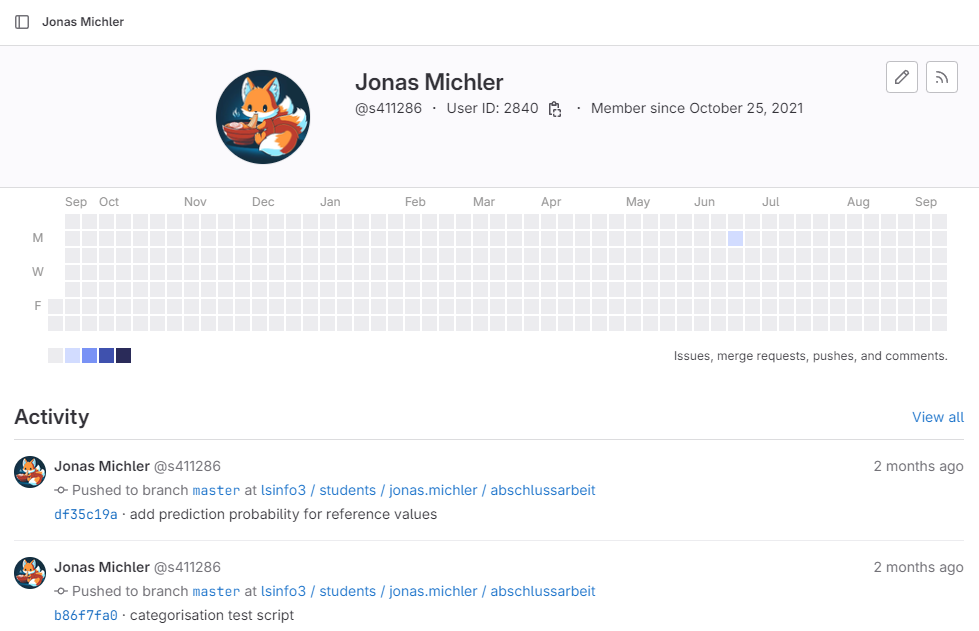 Jonas Michler
Jonas Michler
@s411286 · User ID: 2840 · Member since October 25, 2021
Sep Oct Nov Dec Jan Feb Mar Apr May Jun Jul Aug Sep
M
W
F
Issues, merge requests, pushes, and comments.
Activity View all
Jonas Michler @s411286 2 months ago
Pushed to branch master at lsinfo3 / students / jonas.michler / abschlussarbeit
df35c19a · add prediction probability for reference values
Jonas Michler @s411286 2 months ago
Pushed to branch master at lsinfo3 / students / jonas.michler / abschlussarbeit
b86f7fa0 · categorisation test script